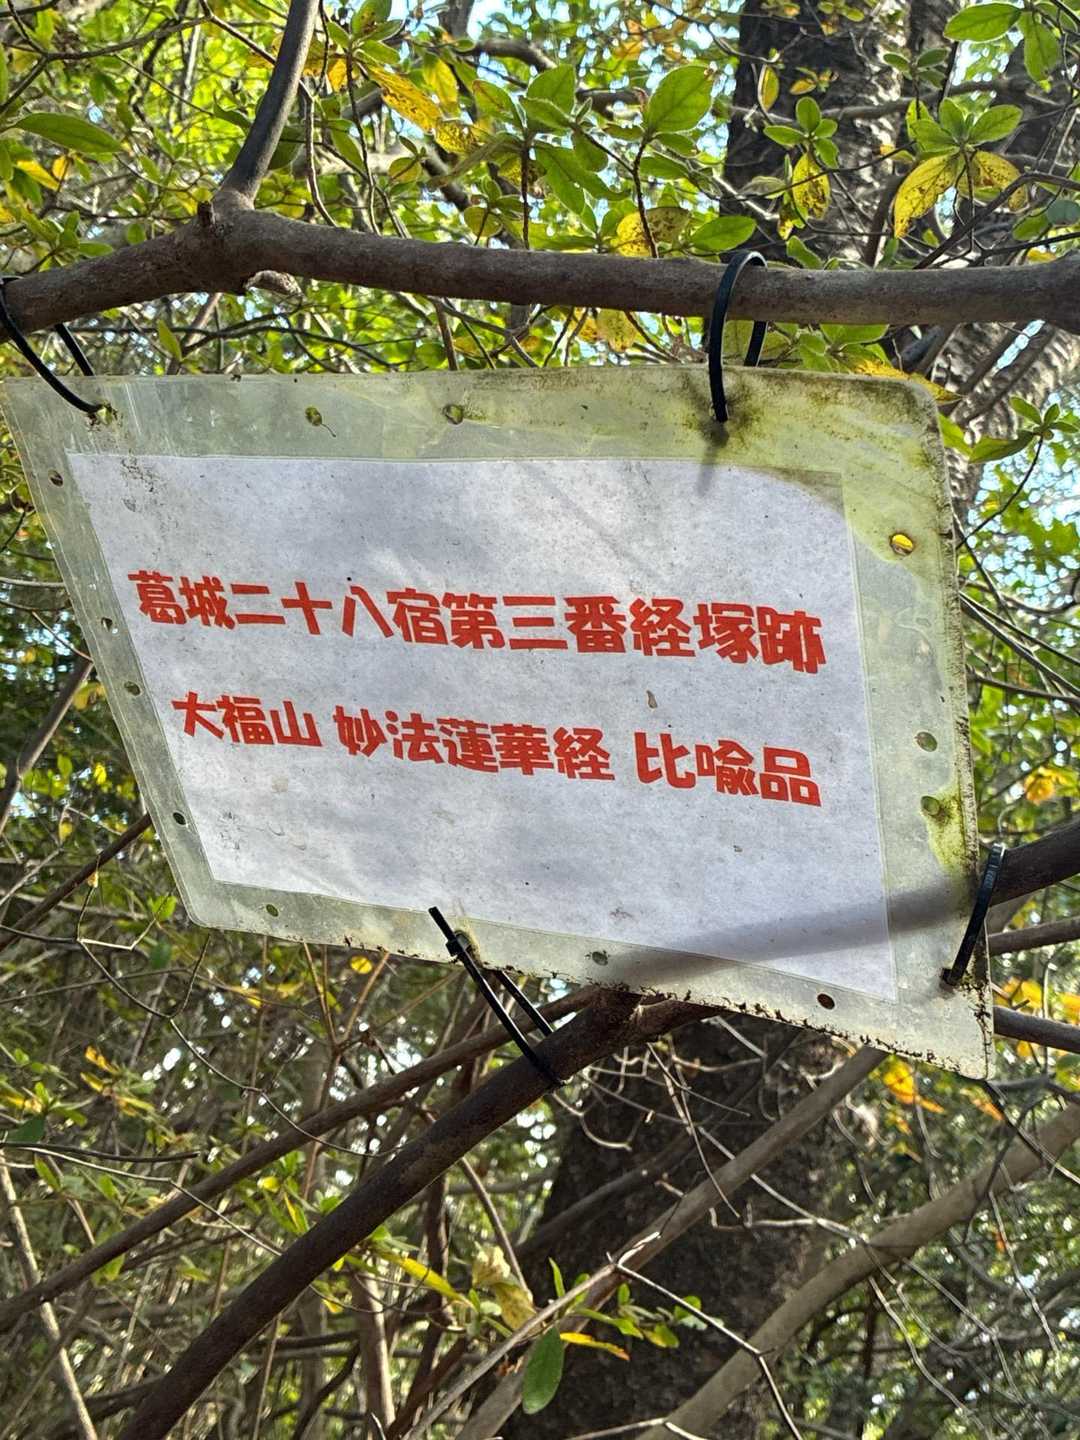 葛城二十八宿第三番経塚跡
大福山 妙法蓮華経 比喩品